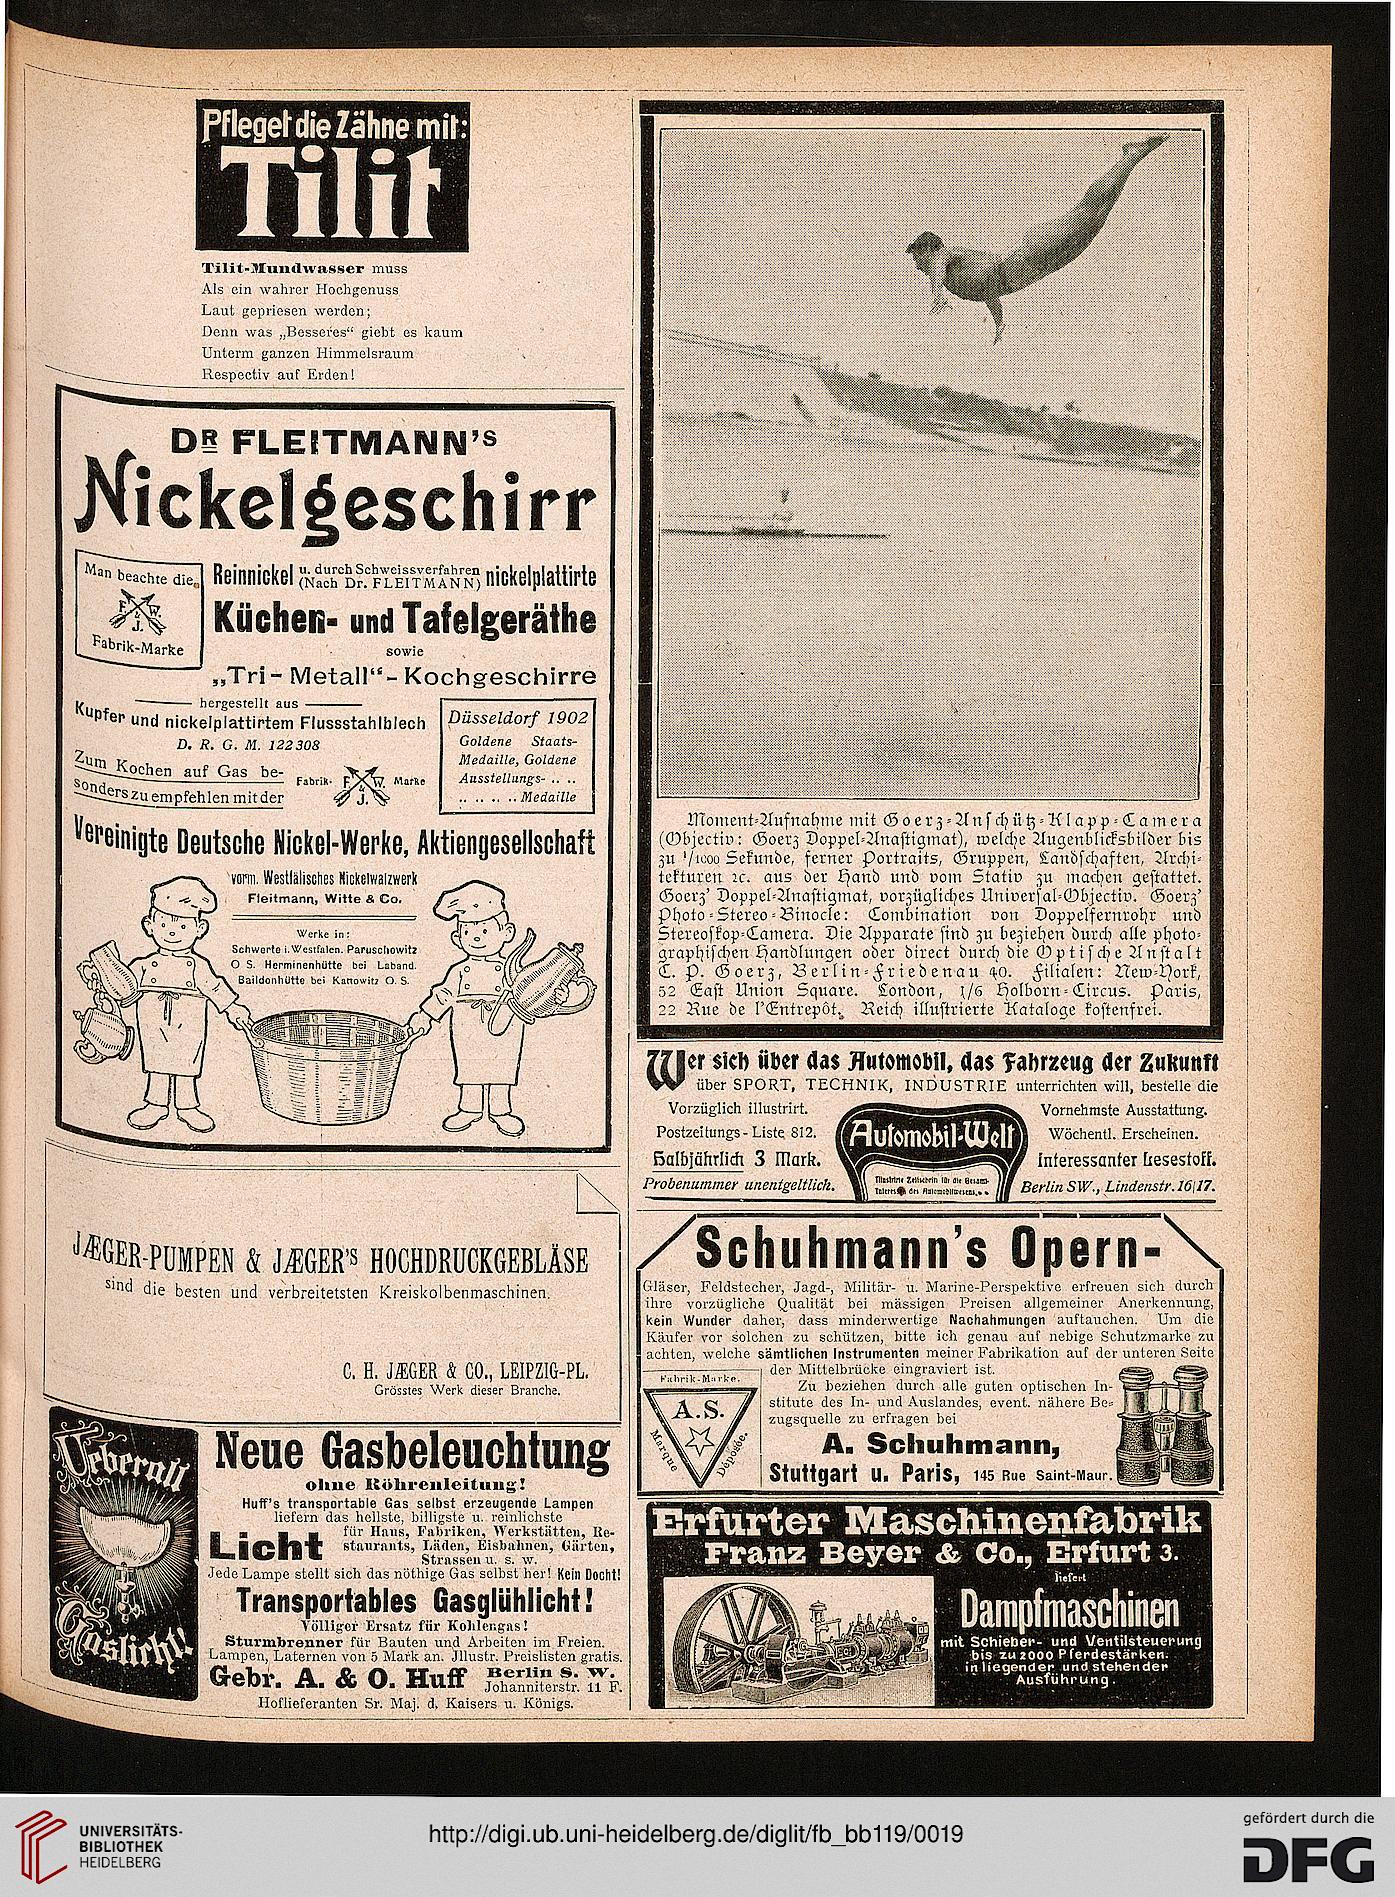 Pfleget die Zähne mit:
Tilit
Tilit-Mundwasser muss
Als ein wahrer Hochgenuss
Laut gepriesen werden;
Denn was „Besseres“ giebt es kaum
Unterm ganzen Himmelsraum
Respectiv auf Erden!
DR FLEITMANN'S
Nickelgeschirr
Man beachte die
F. & W.
J.
Fabrik-Marke
Reinnickel u. durch Schweissverfahren (Nach Dr. FLEITMANN) nickelplattirte
Küchen- und Tafelgeräthe
sowie
„Tri-Metall“-Kochgeschirre
hergestellt aus
Kupfer und nickelplattirtem Flussstahlblech
D. R. G. M. 122308
Zum Kochen auf Gas be-
sonders zu empfehlen mit der
Fabrik- F. & W. J. Marke
Düsseldorf 1902
Goldene Staats-
Medaille, Goldene
Ausstellungs- .. ..
.. .. .. .. Medaille
Vereinigte Deutsche Nickel-Werke, Aktiengesellschaft
vorm. Westfälisches Nickelwalzwerk
Fleitmann, Witte & Co.
Werke in:
Schwerte i. Westfalen. Paruschowitz
O S. Herminenhütte bei Laband.
Baildonhütte bei Kattowitz O. S.
JÆGER-PUMPEN & JÆGER'S HOCHDRUCKGEBLÄSE
sind die besten und verbreitetsten Kreiskolbenmaschinen.
C. H. JÆGER & CO., LEIPZIG-PL.
Grösstes Werk dieser Branche.
Ueberall
Gaslicht!
Neue Gasbeleuchtung
ohne Röhrenleitung!
Huff's transportable Gas selbst erzeugende Lampen
liefern das hellste, billigste u. reinlichste
Licht für Haus, Fabriken, Werkstätten, Re-
staurants, Läden, Eisbahnen, Gärten,
Strassen u. s. w.
Jede Lampe stellt sich das nöthige Gas selbst her! Kein Docht!
Transportables Gasglühlicht!
Völliger Ersatz für Kohlengas!
Sturmbrenner für Bauten und Arbeiten im Freien.
Lampen, Laternen von 5 Mark an. Jllustr. Preislisten gratis.
Gebr. A. & O. Huff Berlin S. W.
Johanniterstr. 11 F.
Hoflieferanten Sr. Maj. d. Kaisers u. Königs.
Moment-Aufnahme mit Goerz-Anschütz-Klapp-Camera
(Objectiv: Goerz Doppel-Anastigmat), welche Augenblicksbilder bis
zu 1/1000 Sekunde, ferner Portraits, Gruppen, Landschaften, Archi-
tekturen ꝛc. aus der Hand und vom Stativ zu machen gestattet.
Goerz' Doppel-Anastigmat, vorzügliches Universal-Objectiv. Goerz'
Photo-Stereo-Binocle: Combination von Doppelfernrohr und
Stereoskop-Camera. Die Apparate sind zu beziehen durch alle photo-
graphischen Handlungen oder direct durch die Optische Anstalt
C. P. Goerz, Berlin-Friedenau 40. Filialen: New-York,
52 East Union Square. London, 1/6 Holborn-Circus. Paris,
22 Rue de l'Entrepôt. Reich illustrierte Kataloge kostenfrei.
Wer sich über das Automobil, das Fahrzeug der Zukunft
über SPORT, TECHNIK, INDUSTRIE unterrichten will, bestelle die
Vorzüglich illustrirt.
Postzeitungs-Liste 812.
Halbjährlich 3 Mark.
Probenummer unentgeltlich.
Automobil-Welt
Illustrirte Zeitschrift für die Gesamt-
Interessen des Automobilwesens
Vornehmste Ausstattung.
Wöchentl. Erscheinen.
Interessanter Lesestoff.
Berlin SW., Lindenstr. 16|17.
Schuhmann's Opern-
Gläser, Feldstecher, Jagd-, Militär- u. Marine-Perspektive erfreuen sich durch
ihre vorzügliche Qualität bei mässigen Preisen allgemeiner Anerkennung,
kein Wunder daher, dass minderwertige Nachahmungen auftauchen. Um die
Käufer vor solchen zu schützen, bitte ich genau auf nebige Schutzmarke zu
achten, welche sämtlichen Instrumenten meiner Fabrikation auf der unteren Seite
der Mittelbrücke eingraviert ist.
Zu beziehen durch alle guten optischen In-
stitute des In- und Auslandes, event. nähere Be-
zugsquelle zu erfragen bei
Fabrik-Marke.
A.S.
Marque Déposée.
A. Schuhmann,
Stuttgart u. Paris, 145 Rue Saint-Maur.
Erfurter Maschinenfabrik
Franz Beyer & Co., Erfurt 3.
liefert
Dampfmaschinen
mit Schieber- und Ventilsteuerung
bis zu 2000 Pferdestärken.
in liegender und stehender
Ausführung.
UNIVERSITÄTS-
BIBLIOTHEK
HEIDELBERG
http://digi.ub.uni-heidelberg.de/diglit/fb_bb119/0019
gefördert durch die
DFG